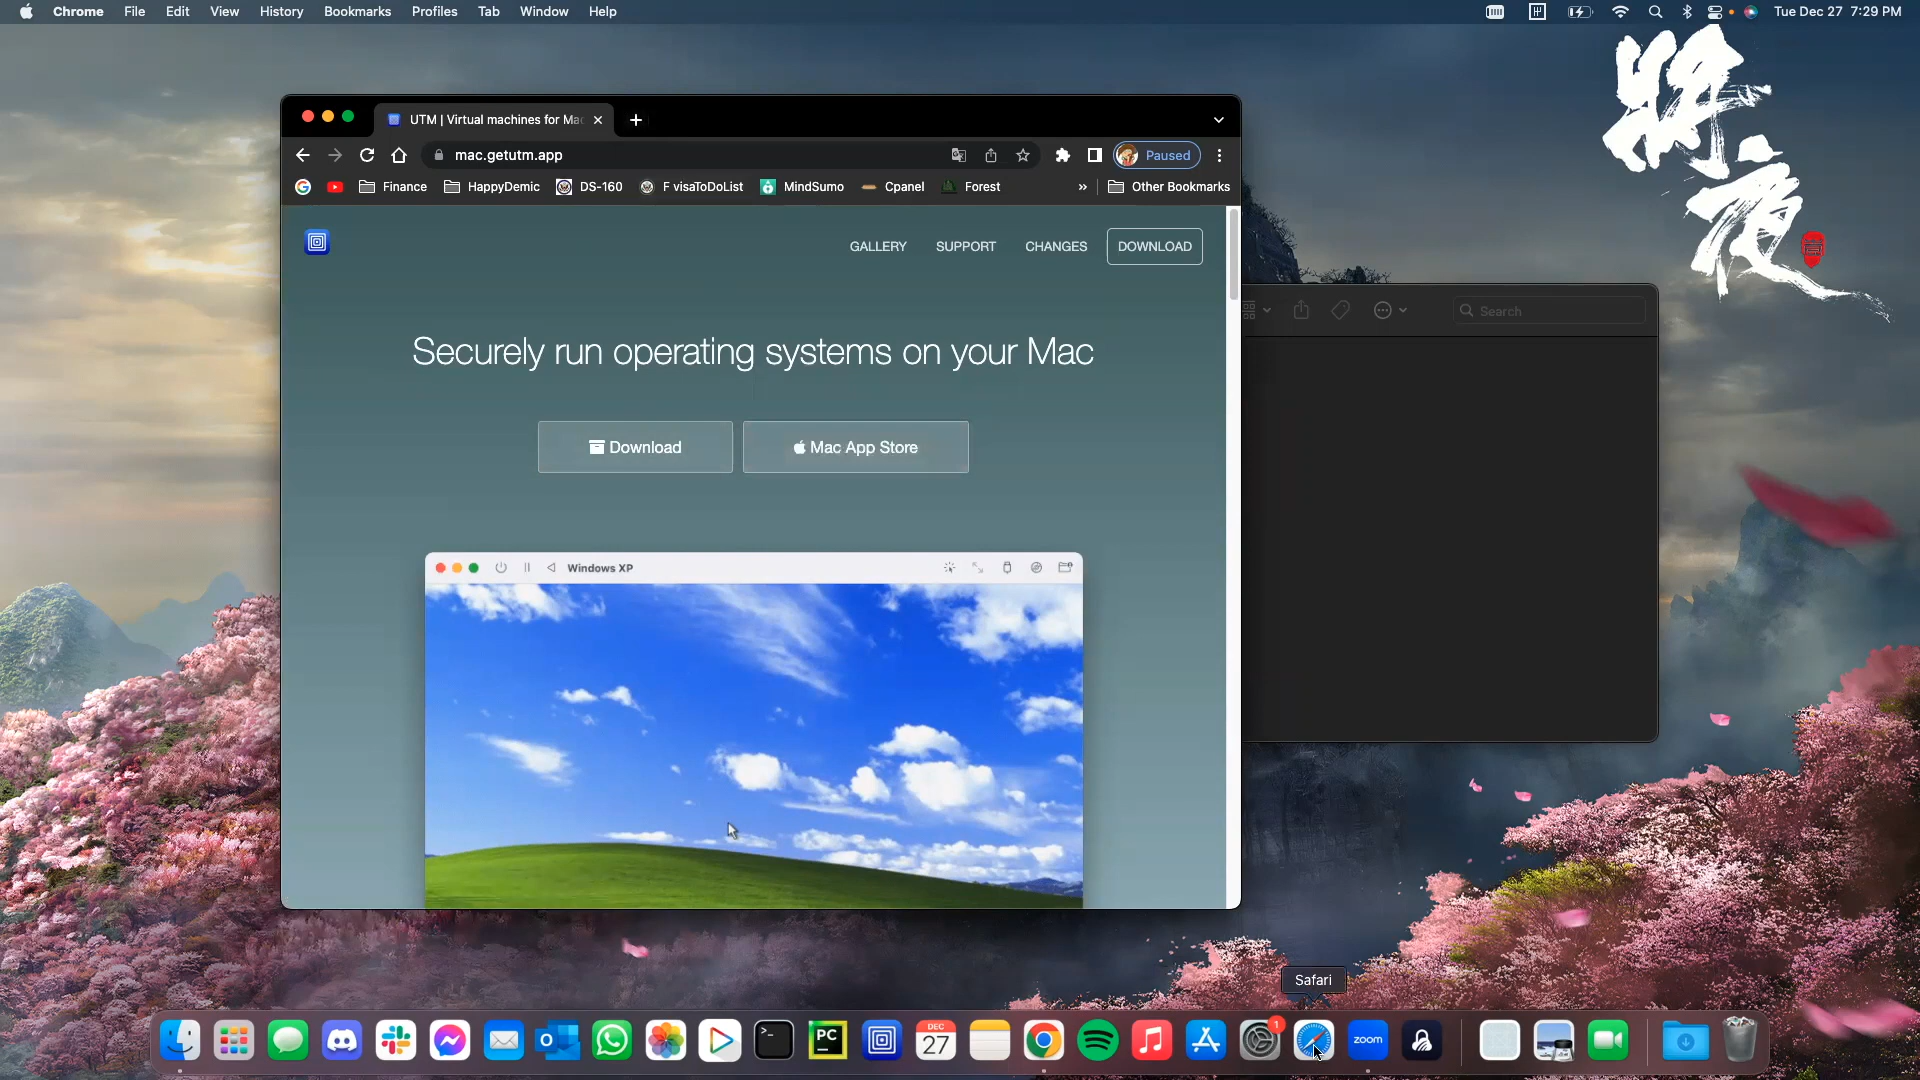 Chrome File Edit View History Bookmarks Profiles Tab Window Help
Tue Dec 27 7:29 PM
將夜
UTM | Virtual machines for Mac
mac.getutm.app
Paused
Finance HappyDemic DS-160 F visaToDoList MindSumo Cpanel Forest » Other Bookmarks
GALLERY SUPPORT CHANGES DOWNLOAD
Search
Securely run operating systems on your Mac
Download
Mac App Store
Windows XP
Safari
PC
DEC
27
1
zoom